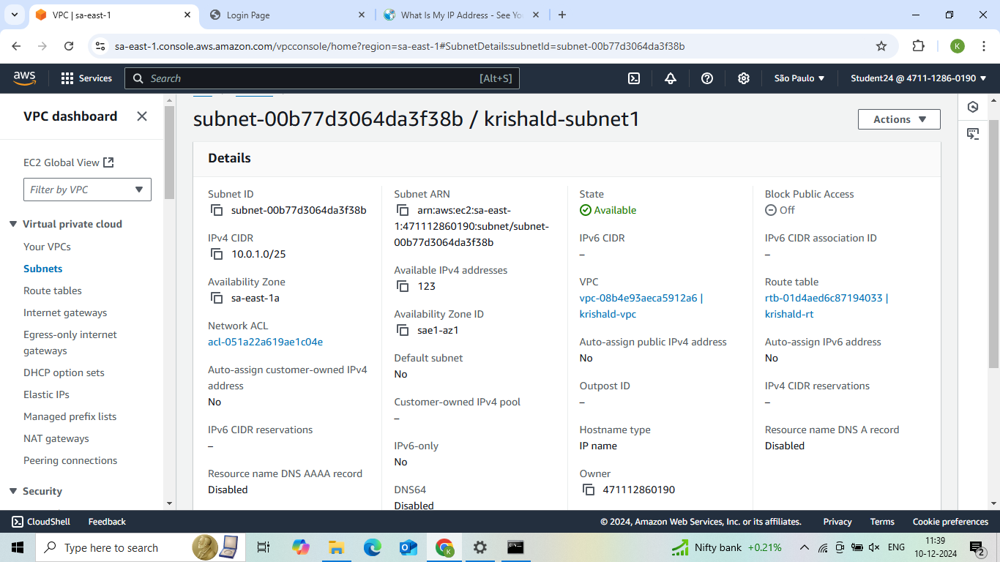 VPC | sa-east-1
Login Page
What Is My IP Address - See Yo
sa-east-1.console.aws.amazon.com/vpcconsole/home?region=sa-east-1#SubnetDetails:subnetId=subnet-00b77d3064da3f38b
K
aws
Services
Search
[Alt+S]
São Paulo
Student24 @ 4711-1286-0190
VPC dashboard
EC2 Global View
Filter by VPC
Virtual private cloud
Your VPCs
Subnets
Route tables
Internet gateways
Egress-only internet
gateways
DHCP option sets
Elastic IPs
Managed prefix lists
NAT gateways
Peering connections
Security
subnet-00b77d3064da3f38b / krishald-subnet1
Actions
Details
Subnet ID
subnet-00b77d3064da3f38b
IPv4 CIDR
10.0.1.0/25
Availability Zone
sa-east-1a
Network ACL
acl-051a22a619ae1c04e
Auto-assign customer-owned IPv4
address
No
IPv6 CIDR reservations
–
Resource name DNS AAAA record
Disabled
Subnet ARN
arn:aws:ec2:sa-east-
1:471112860190:subnet/subnet-
00b77d3064da3f38b
Available IPv4 addresses
123
Availability Zone ID
sae1-az1
Default subnet
No
Customer-owned IPv4 pool
–
IPv6-only
No
DNS64
Disabled
State
Available
IPv6 CIDR
–
VPC
vpc-08b4e93aeca5912a6 |
krishald-vpc
Auto-assign public IPv4 address
No
Outpost ID
–
Hostname type
IP name
Owner
471112860190
Block Public Access
Off
IPv6 CIDR association ID
–
Route table
rtb-01d4aed6c87194033 |
krishald-rt
Auto-assign IPv6 address
No
IPv4 CIDR reservations
–
Resource name DNS A record
Disabled
CloudShell
Feedback
© 2024, Amazon Web Services, Inc. or its affiliates.
Privacy
Terms
Cookie preferences
Type here to search
Nifty bank +0.21%
ENG
11:39
10-12-2024
2